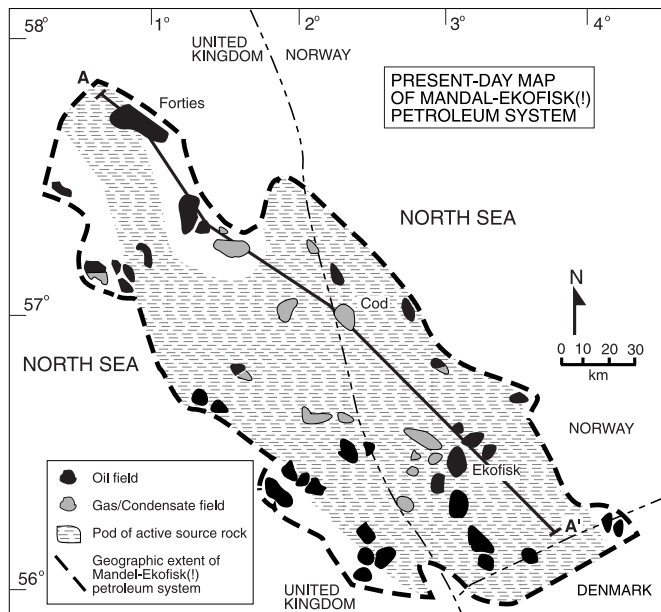 58°
1°
2°
3°
4°
UNITED
KINGDOM
NORWAY
A
Forties
PRESENT-DAY MAP
OF MANDAL-EKOFISK(!)
PETROLEUM SYSTEM
NORTH SEA
N
57°
Cod
0 10 20 30
km
NORTH SEA
NORWAY
Oil field
Gas/Condensate field
Pod of active source rock
Geographic extent of
Mandel-Ekofisk(!)
petroleum system
Ekofisk
A'
56°
UNITED
KINGDOM
DENMARK